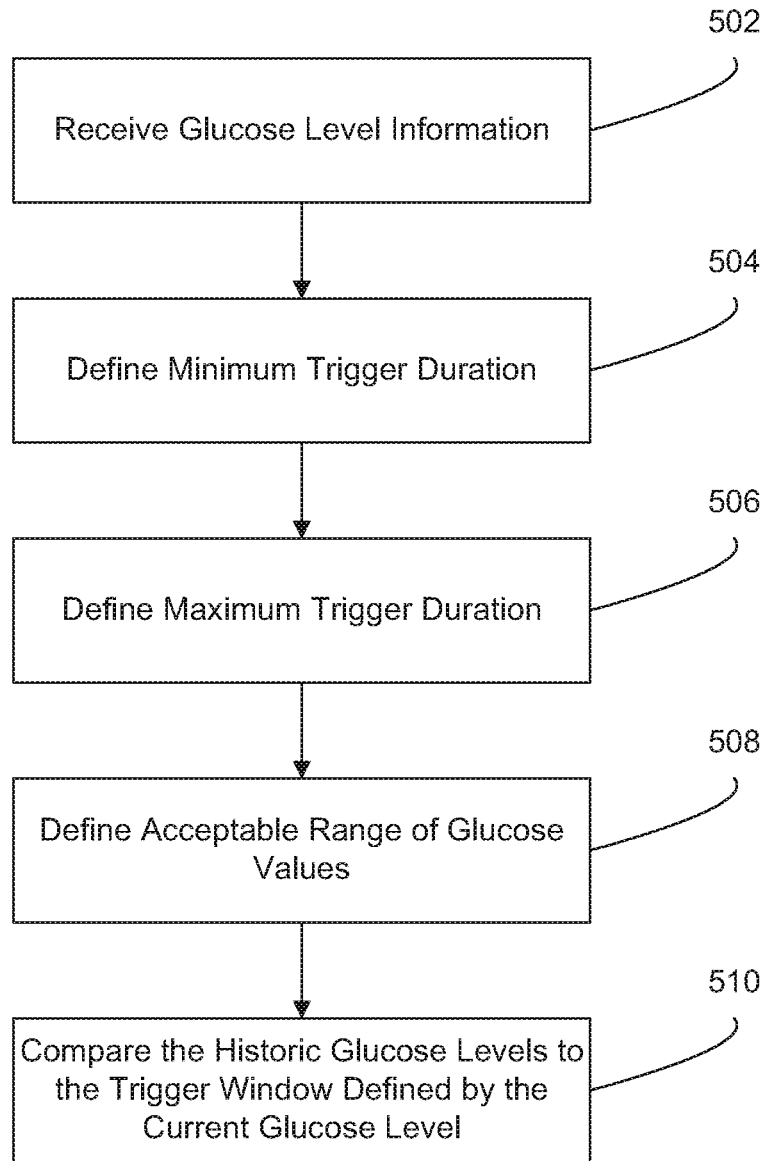 502
Receive Glucose Level Information
504
Define Minimum Trigger Duration
506
Define Maximum Trigger Duration
508
Define Acceptable Range of Glucose
Values
510
Compare the Historic Glucose Levels to
the Trigger Window Defined by the
Current Glucose Level